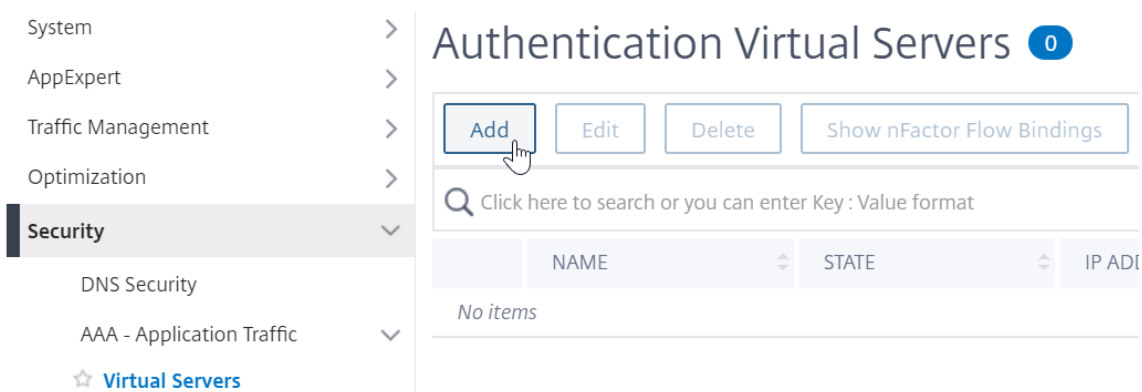 System
AppExpert
Traffic Management
Optimization
Security
DNS Security
AAA - Application Traffic
Virtual Servers
Authentication Virtual Servers 0
Add Edit Delete Show nFactor Flow Bindings
Click here to search or you can enter Key : Value format
NAME STATE IP ADD
No items